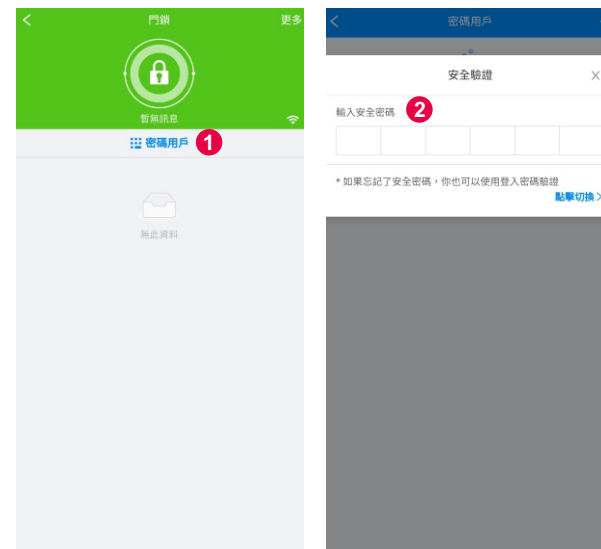 門鎖
更多
暫無訊息
密碼用戶
1
無此資料
密碼用戶
安全驗證
輸入安全密碼
2
* 如果忘記了安全密碼，你也可以使用登入密碼驗證
點擊切換